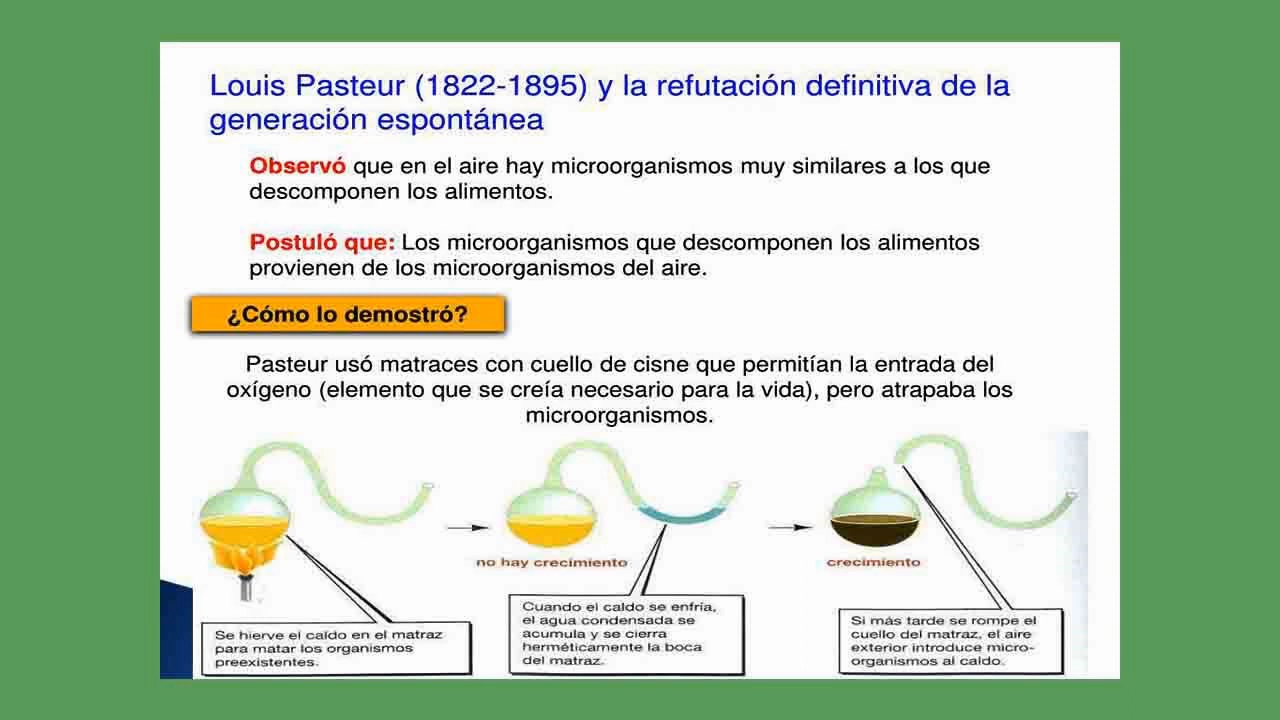 Louis Pasteur (1822-1895) y la refutación definitiva de la
generación espontánea
Observó que en el aire hay microorganismos muy similares a los que
descomponen los alimentos.
Postuló que: Los microorganismos que descomponen los alimentos
provienen de los microorganismos del aire.
¿Cómo lo demostró?
Pasteur usó matraces con cuello de cisne que permitían la entrada del
oxígeno (elemento que se creía necesario para la vida), pero atrapaba los
microorganismos.
no hay crecimiento
crecimiento
Se hierve el caldo en el matraz
para matar los organismos
preexistentes.
Cuando el caldo se enfría,
el agua condensada se
acumula y se cierra
herméticamente la boca
del matraz.
Si más tarde se rompe el
cuello del matraz, el aire
exterior introduce micro-
organismos al caldo.